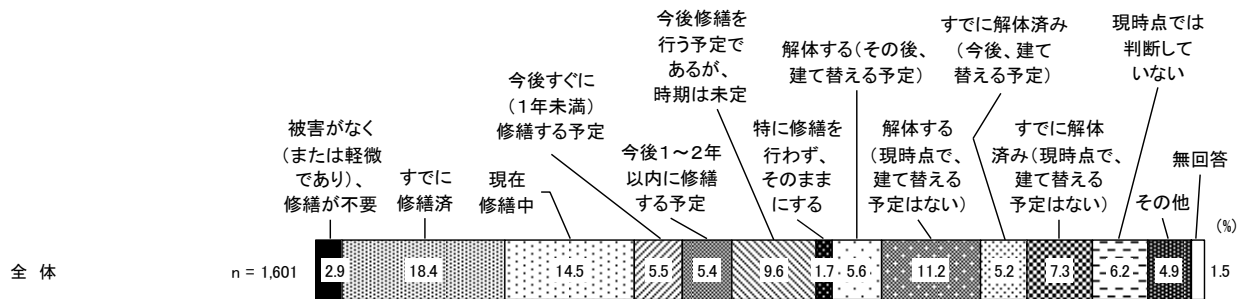 被害がなく
(または軽微
であり)、
修繕が不要
すでに
修繕済
現在
修繕中
今後すぐに
(1年未満)
修繕する予定
今後1~2年
以内に修繕
する予定
今後修繕を
行う予定で
あるが、
時期は未定
特に修繕を
行わず、
そのまま
にする
解体する(その後、
建て替える予定)
解体する
(現時点で、
建て替える
予定はない)
すでに解体済み
(今後、建て
替える予定)
すでに解体
済み(現時点で、
建て替える
予定はない)
現時点では
判断して
いない
その他
無回答
(%)
全 体 n = 1,601 2.9 18.4 14.5 5.5 5.4 9.6 1.7 5.6 11.2 5.2 7.3 6.2 4.9 1.5